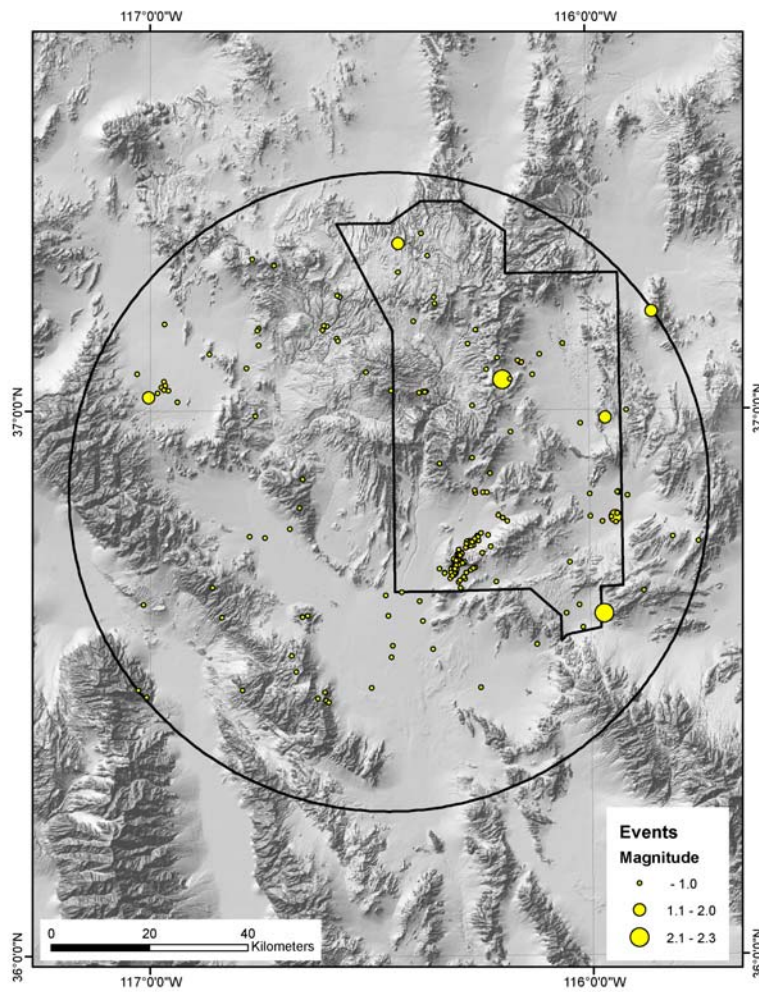 117°0'0"W 116°0'0"W
37°0'0"N 37°0'0"N
Events
Magnitude
- 1.0
1.1 - 2.0
2.1 - 2.3
0 20 40
Kilometers
36°0'0"N 36°0'0"N
117°0'0"W 116°0'0"W